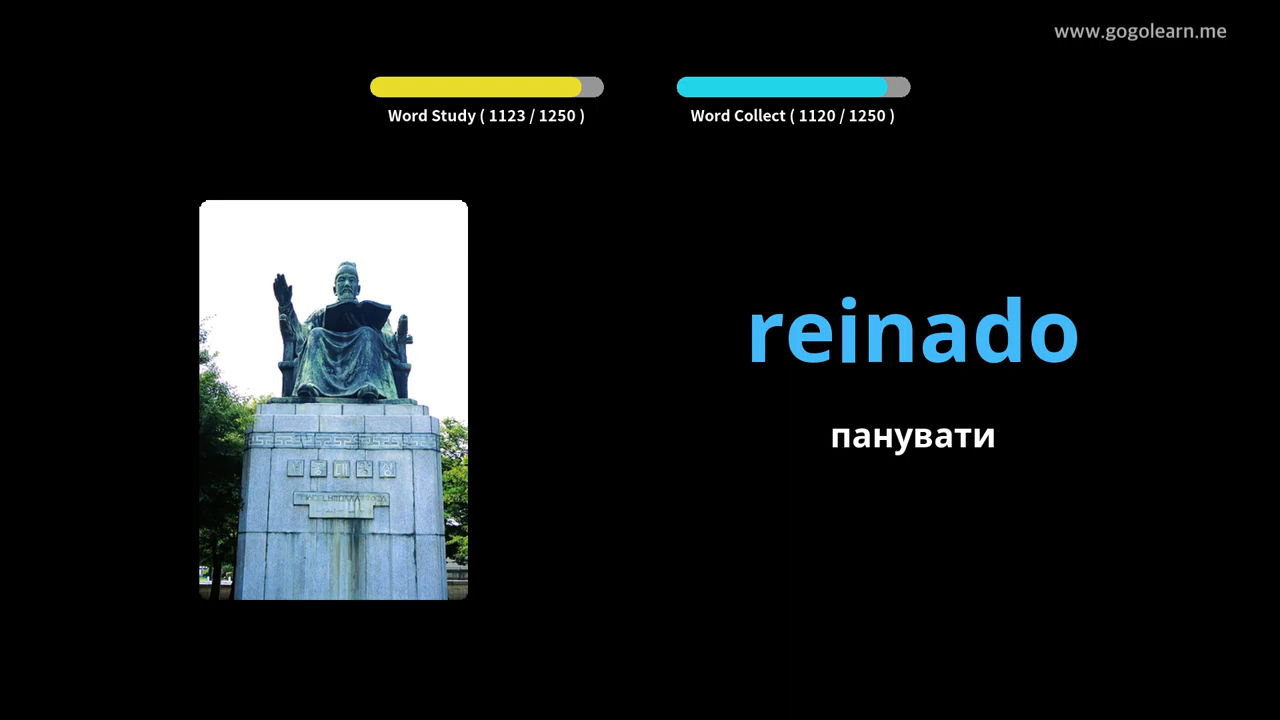 www.gogolearn.me
Word Study ( 1123 / 1250 )
Word Collect ( 1120 / 1250 )
reinado
панувати